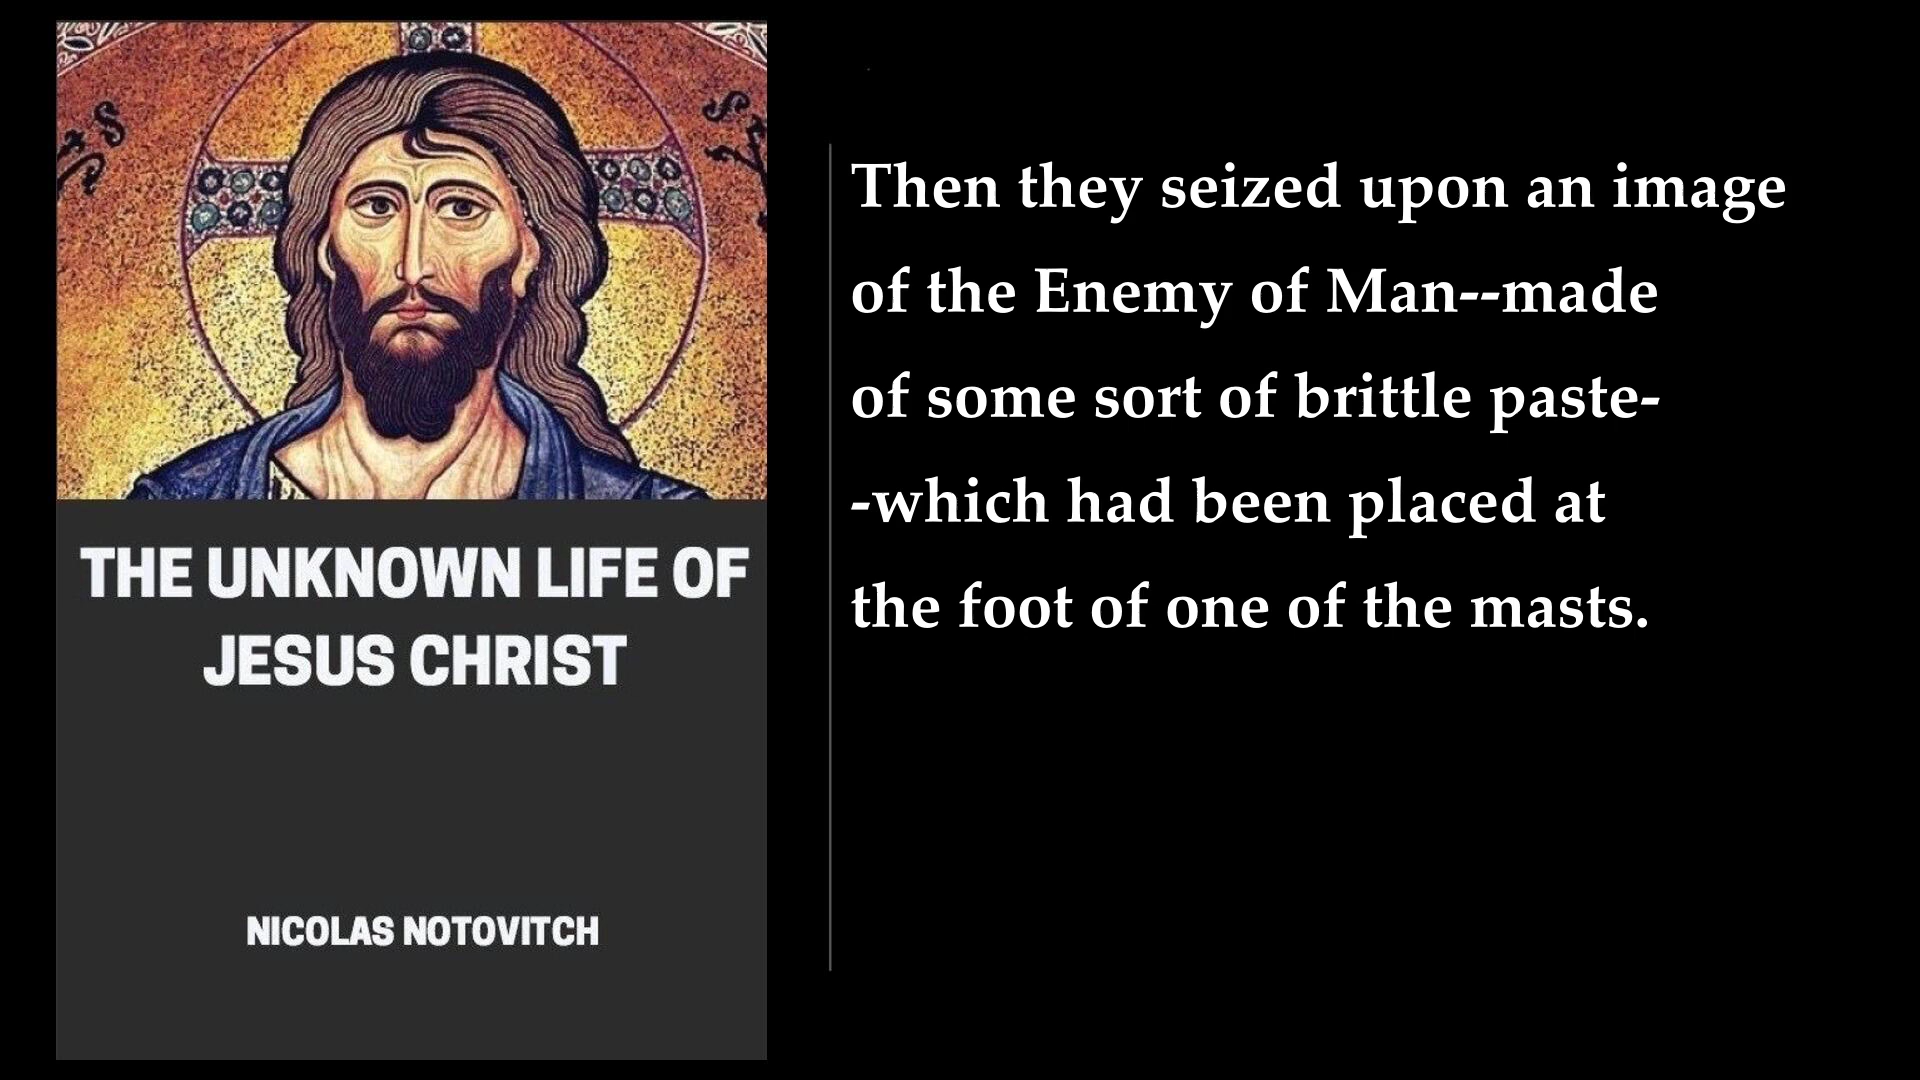 THE UNKNOWN LIFE OF
JESUS CHRIST
NICOLAS NOTOVITCH
Then they seized upon an image
of the Enemy of Man--made
of some sort of brittle paste-
-which had been placed at
the foot of one of the masts.